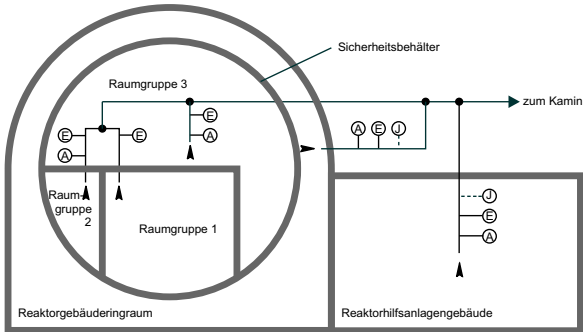 Sicherheitsbehälter
Raumgruppe 3
zum Kamin
E
E
E
A
A
A E J
Raum-
gruppe
2
Raumgruppe 1
J
E
A
Reaktorgebäuderingraum
Reaktorhilfsanlagengebäude